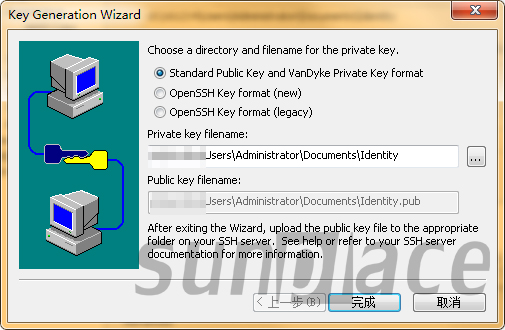 Key Generation Wizard
Choose a directory and filename for the private key.
Standard Public Key and VanDyke Private Key format
OpenSSH Key format (new)
OpenSSH Key format (legacy)
Private key filename:
Users\Administrator\Documents\Identity
...
Public key filename:
Users\Administrator\Documents\Identity.pub
After exiting the Wizard, upload the public key file to the appropriate
folder on your SSH server. See help or refer to your SSH server
documentation for more information.
sunplace
<上一步(B)
完成
取消